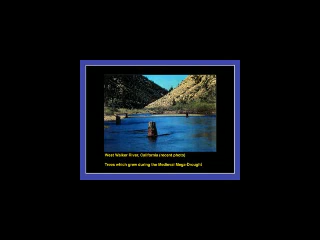 West Walker River, California (recent photo)
Trees which grew during the Medieval Mega-Drought